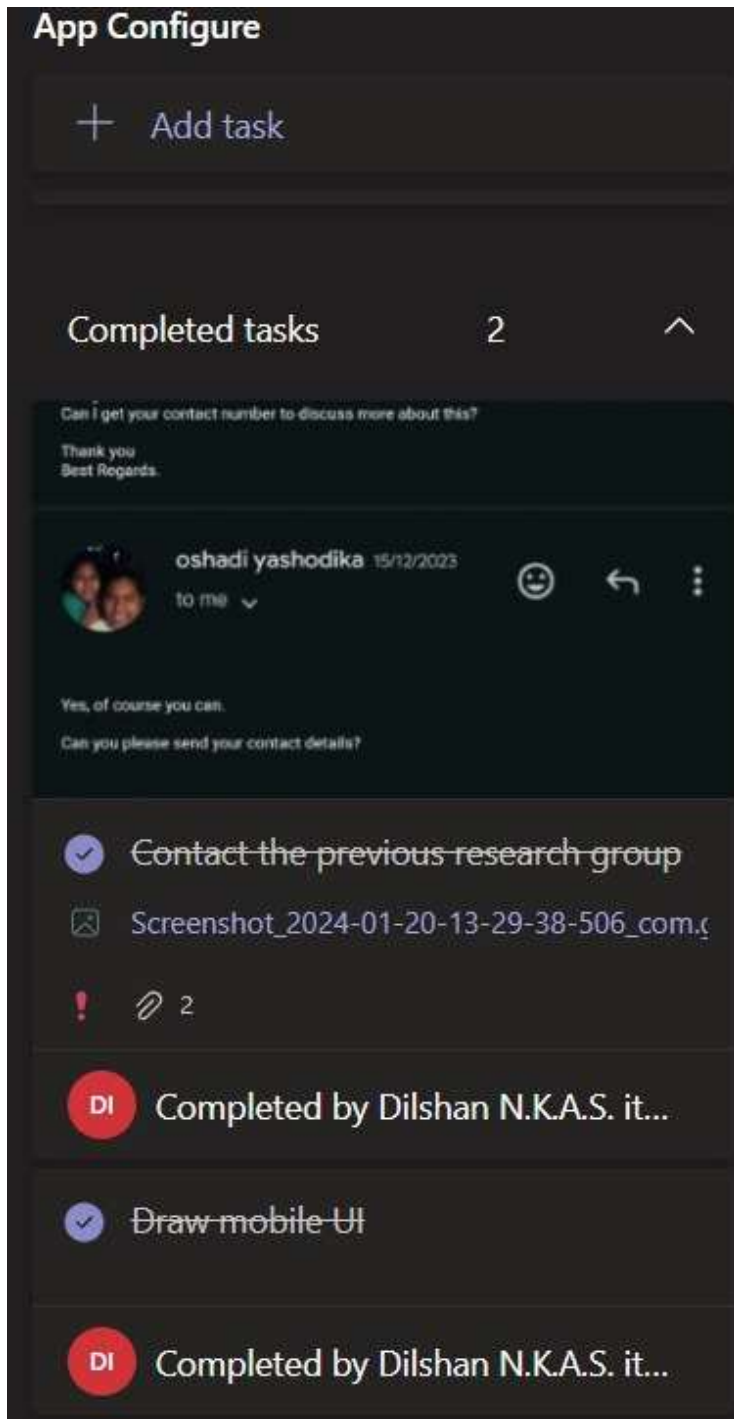 App Configure
Add task
Completed tasks 2
Can I get your contact number to discuss more about this?
Thank you
Best Regards.
oshadi yashodika 15/12/2023
to me
Yes, of course you can.
Can you please send your contact details?
Contact the previous research group
Screenshot_2024-01-20-13-29-38-506_com.g
! 2
DI Completed by Dilshan N.K.A.S. it...
Draw mobile UI
DI Completed by Dilshan N.K.A.S. it...